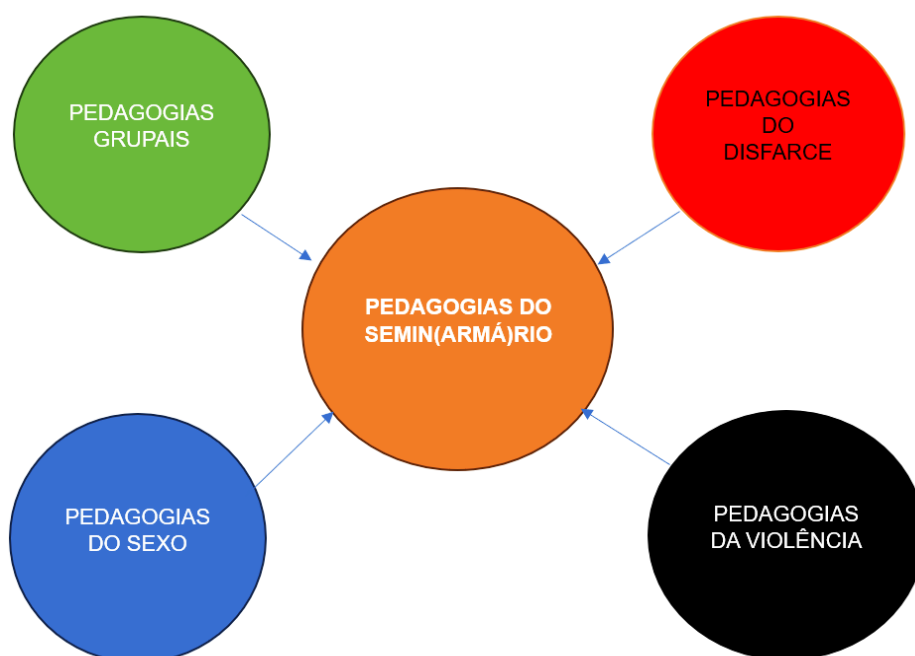 PEDAGOGIAS
GRUPAIS
PEDAGOGIAS
DO
DISFARCE
PEDAGOGIAS DO
SEMIN(ARMÁ)RIO
PEDAGOGIAS
DO SEXO
PEDAGOGIAS
DA VIOLÊNCIA